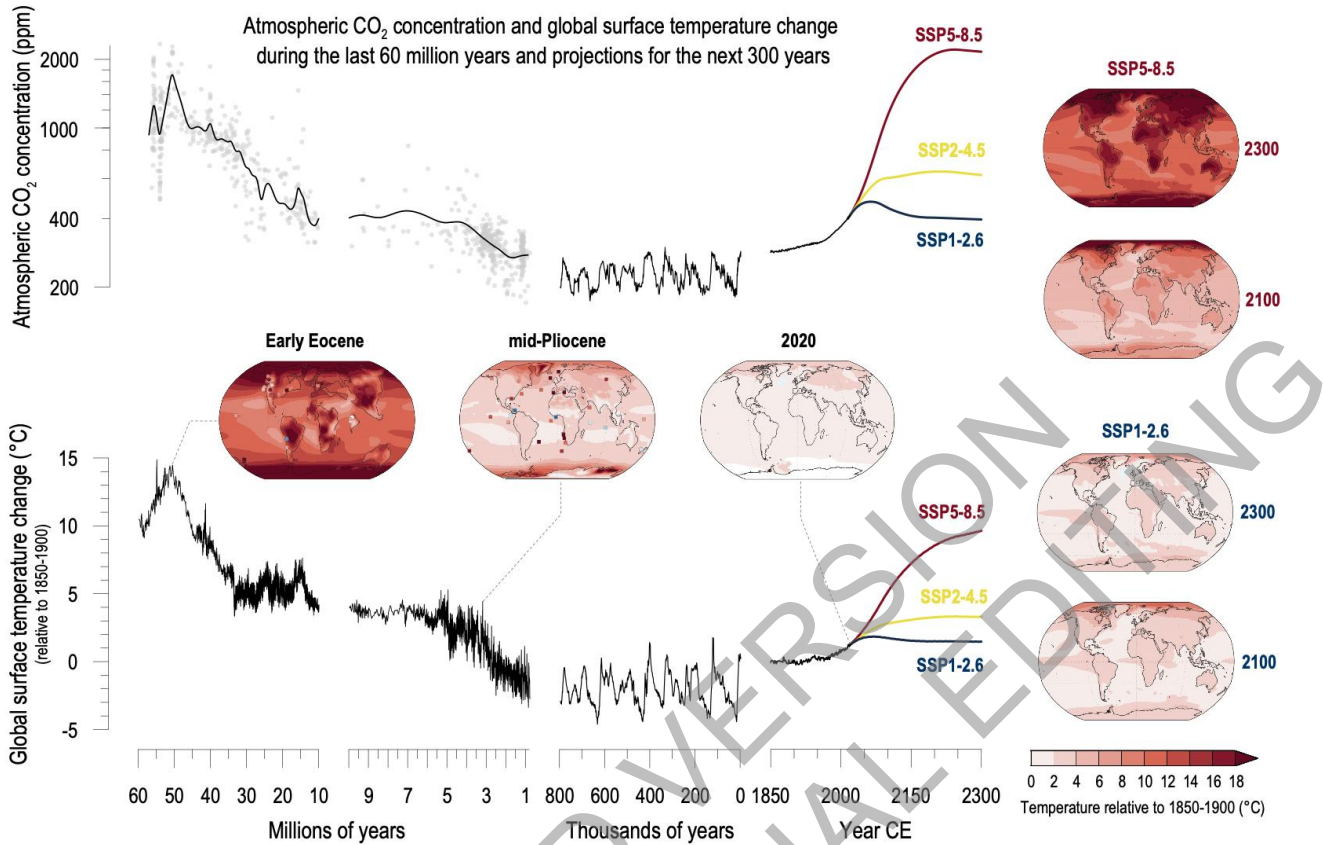 Atmospheric CO₂ concentration and global surface temperature change
during the last 60 million years and projections for the next 300 years
Atmospheric CO₂ concentration (ppm)
2000
1000
400
200
SSP5-8.5
SSP2-4.5
SSP1-2.6
SSP5-8.5
2300
2100
Early Eocene
mid-Pliocene
2020
Global surface temperature change (°C)
(relative to 1850-1900)
15
10
5
0
-5
SSP5-8.5
SSP2-4.5
SSP1-2.6
SSP1-2.6
2300
2100
60 50 40 30 20 10
9 7 5 3 1
800 600 400 200 0
1850 2000 2150 2300
Millions of years
Thousands of years
Year CE
0 2 4 6 8 10 12 14 16 18
Temperature relative to 1850-1900 (°C)
VERSION
EDITING